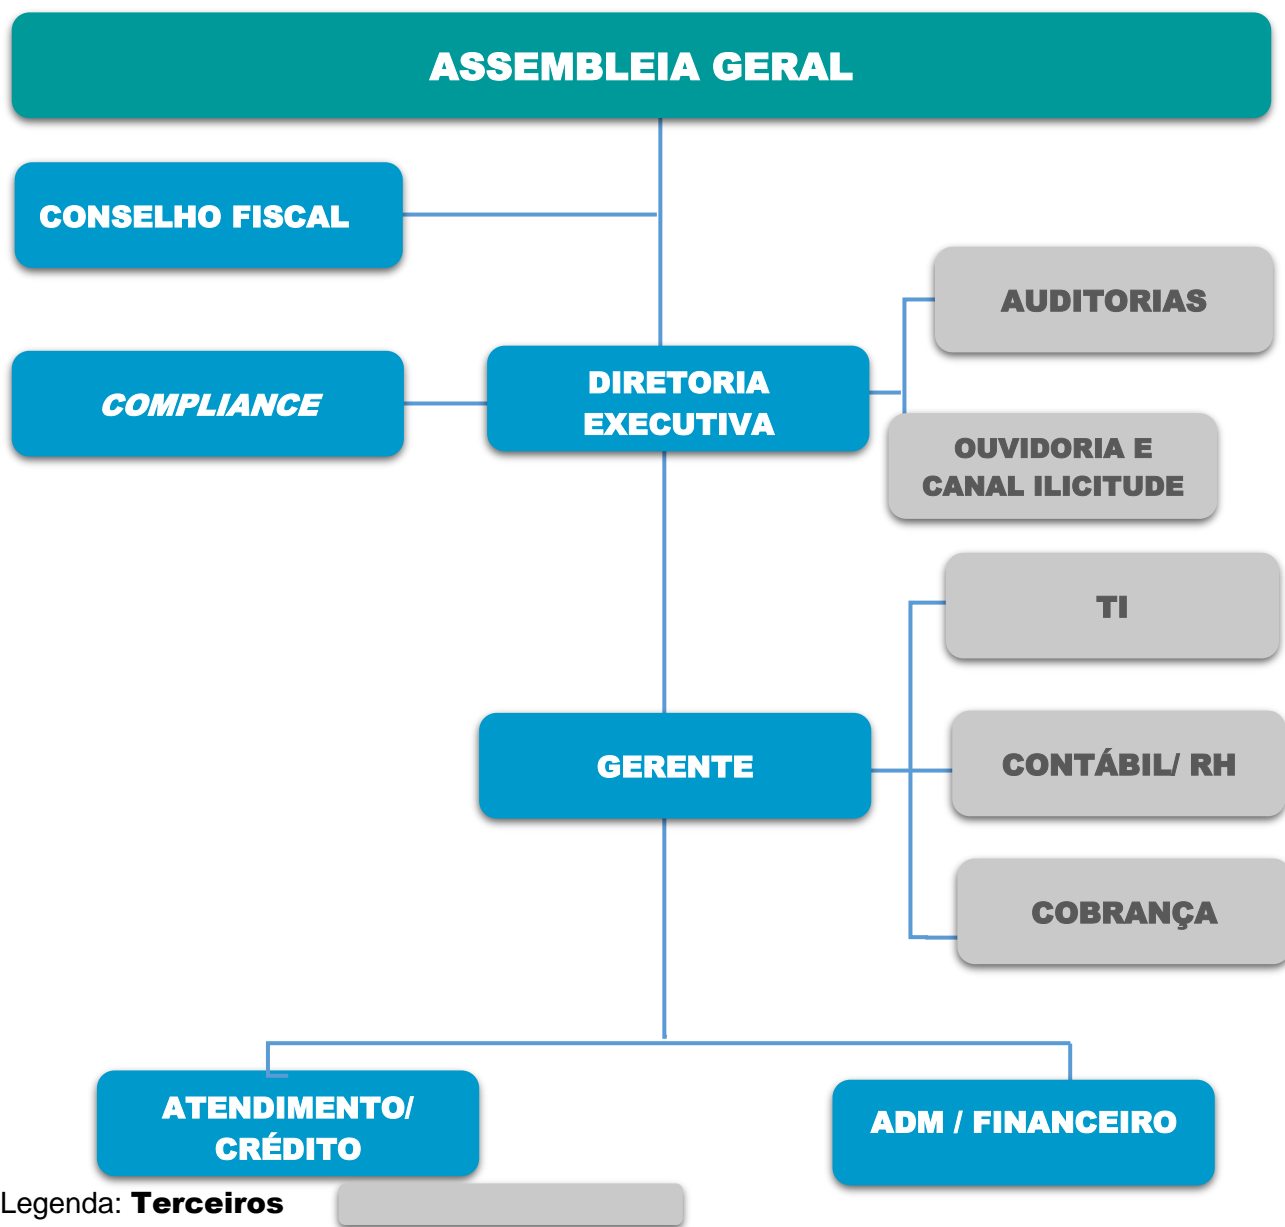 ASSEMBLEIA GERAL
CONSELHO FISCAL
AUDITORIAS
COMPLIANCE
DIRETORIA
EXECUTIVA
OUVIDORIA E
CANAL ILICITUDE
TI
GERENTE
CONTÁBIL/ RH
COBRANÇA
ATENDIMENTO/
CRÉDITO
ADM / FINANCEIRO
Legenda: Terceiros